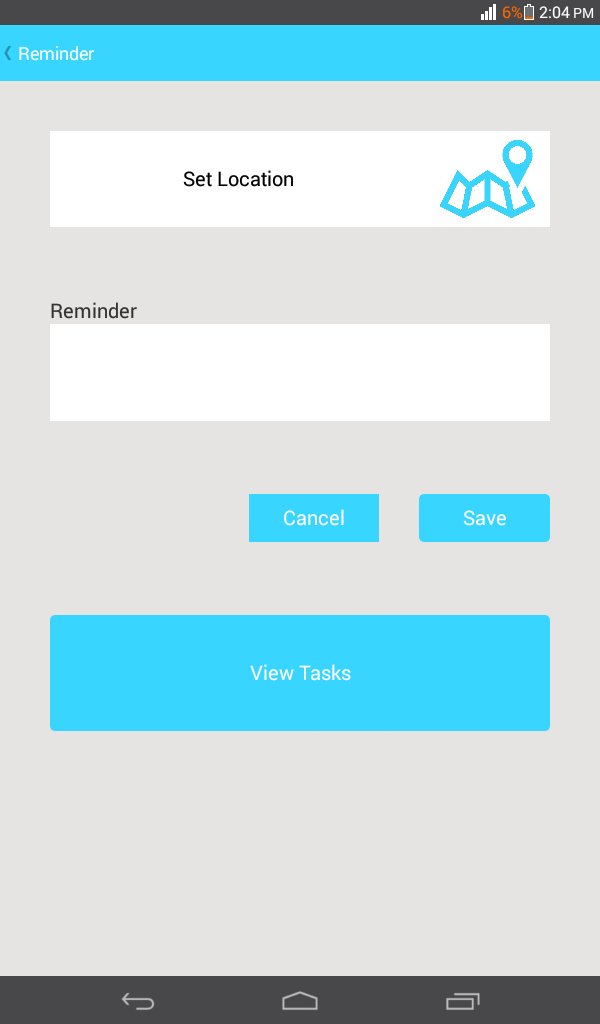 6% 2:04 PM
Reminder
Set Location
Reminder
Cancel Save
View Tasks